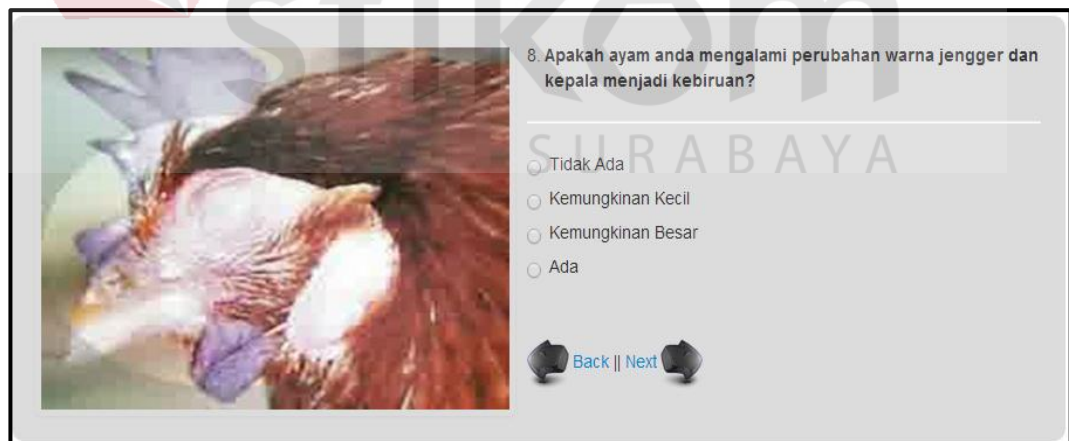 stikom
SURABAYA
8. Apakah ayam anda mengalami perubahan warna jengger dan
kepala menjadi kebiruan?
Tidak Ada
Kemungkinan Kecil
Kemungkinan Besar
Ada
Back || Next